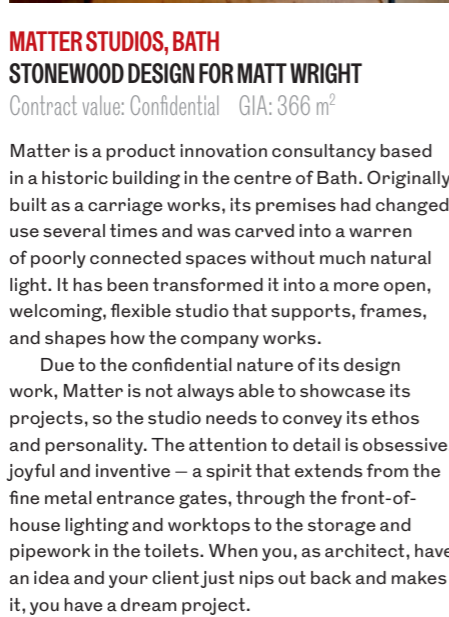 MATTER STUDIOS, BATH
STONEWOOD DESIGN FOR MATT WRIGHT
Contract value: Confidential GIA: 366 m²
Matter is a product innovation consultancy based
in a historic building in the centre of Bath. Originally
built as a carriage works, its premises had changed
use several times and was carved into a warren
of poorly connected spaces without much natural
light. It has been transformed it into a more open,
welcoming, flexible studio that supports, frames,
and shapes how the company works.
Due to the confidential nature of its design
work, Matter is not always able to showcase its
projects, so the studio needs to convey its ethos
and personality. The attention to detail is obsessive,
joyful and inventive – a spirit that extends from the
fine metal entrance gates, through the front-of-
house lighting and worktops to the storage and
pipework in the toilets. When you, as architect, have
an idea and your client just nips out back and makes
it, you have a dream project.